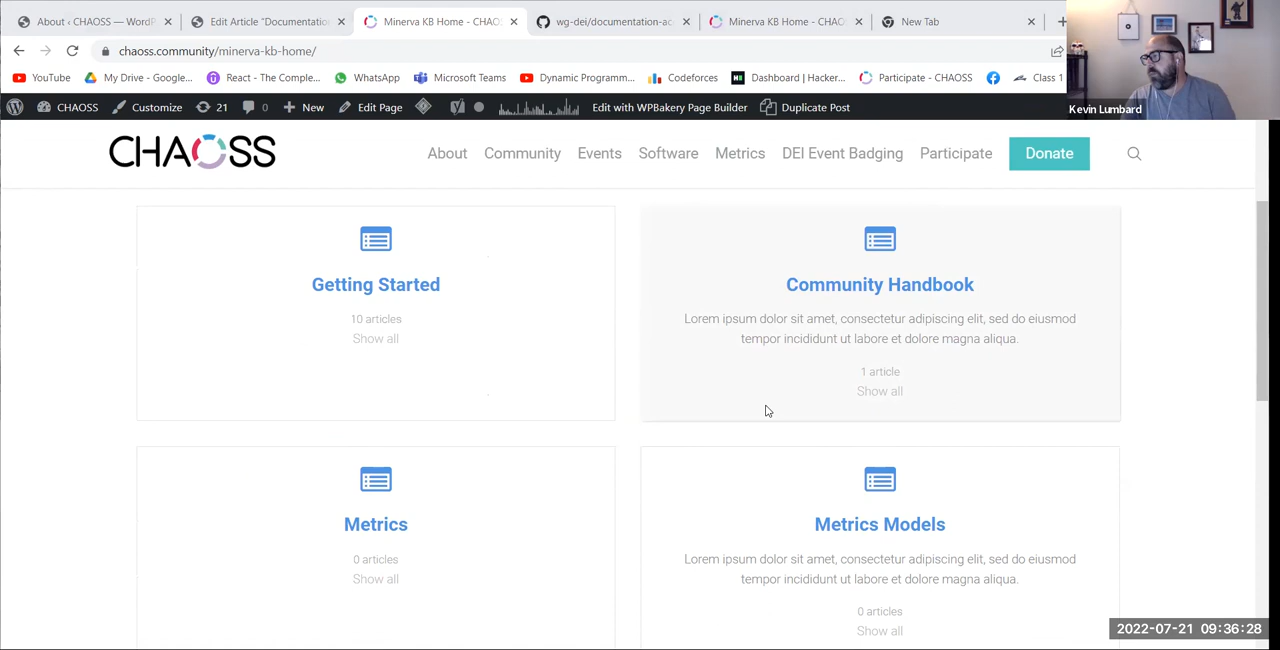 About ‹ CHAOSS — WordP
Edit Article "Documentation
Minerva KB Home - CHAOS
wg-dei/documentation-ac
Minerva KB Home - CHAO
New Tab
chaoss.community/minerva-kb-home/
YouTube
My Drive - Google...
React - The Comple...
WhatsApp
Microsoft Teams
Dynamic Programm...
Codeforces
Dashboard | Hacker...
Participate - CHAOSS
Class 1
Kevin Lumbard
CHAOSS
Customize
21
0
New
Edit Page
Edit with WPBakery Page Builder
Duplicate Post
CHAOSS
About
Community
Events
Software
Metrics
DEI Event Badging
Participate
Donate
Getting Started
10 articles
Show all
Community Handbook
Lorem ipsum dolor sit amet, consectetur adipiscing elit, sed do eiusmod
tempor incididunt ut labore et dolore magna aliqua.
1 article
Show all
Metrics
0 articles
Show all
Metrics Models
Lorem ipsum dolor sit amet, consectetur adipiscing elit, sed do eiusmod
tempor incididunt ut labore et dolore magna aliqua.
0 articles
Show all
2022-07-21 09:36:28